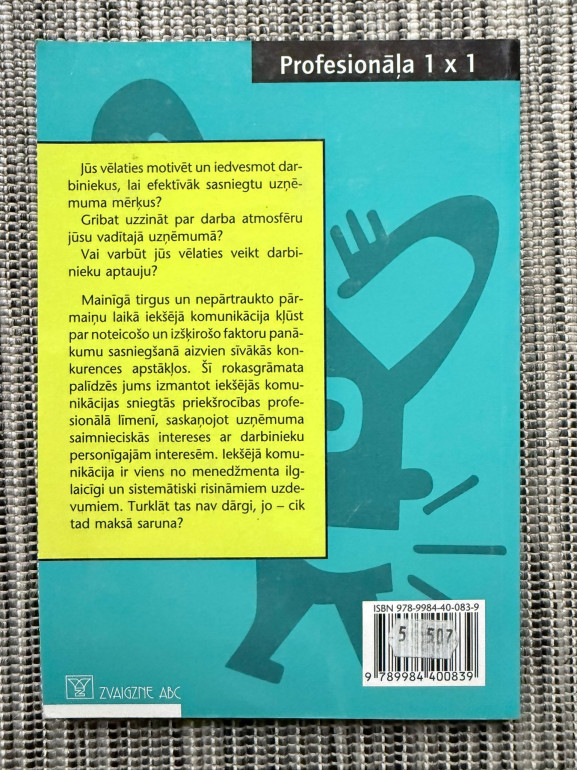 Profesionāļa 1 x 1
Jūs vēlaties motivēt un iedvesmot dar-
biniekus, lai efektīvāk sasniegtu uzņē-
muma mērķus?
Gribat uzzināt par darba atmosfēru
jūsu vadītajā uzņēmumā?
Vai varbūt jūs vēlaties veikt darbi-
nieku aptauju?
Mainīgā tirgus un nepārtraukto pār-
maiņu laikā iekšējā komunikācija kļūst
par noteicošo un izšķirošo faktoru panā-
kumu sasniegšanā aizvien sīvākās kon-
kurences apstākļos. Šī rokasgrāmata
palīdzēs jums izmantot iekšējās komu-
nikācijas sniegtās priekšrocības profe-
sionālā līmenī, saskaņojot uzņēmuma
saimnieciskās intereses ar darbinieku
personīgajām interesēm. Iekšējā komu-
nikācija ir viens no menedžmenta ilg-
laicīgi un sistemātiski risināmiem uzde-
vumiem. Turklāt tas nav dārgi, jo – cik
tad maksā saruna?
ISBN 978-9984-40-083-9
507
9 789984 400839
ZVAIGZNE ABC